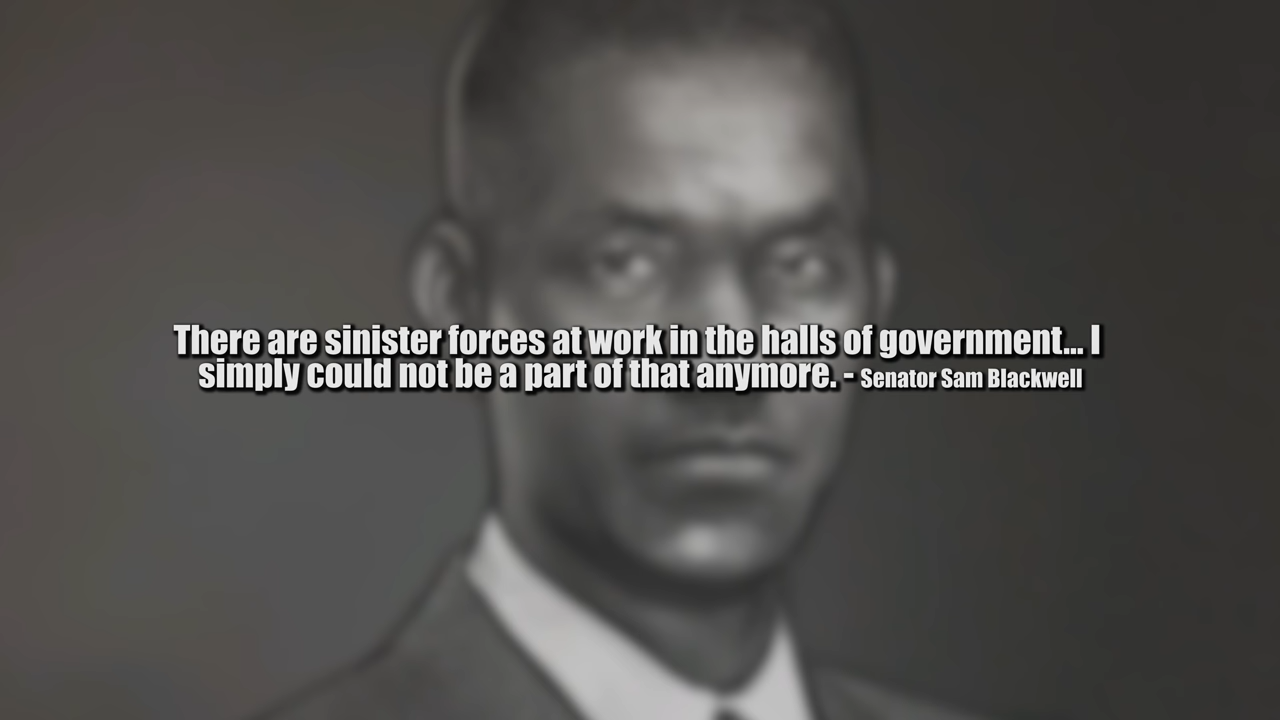 There are sinister forces at work in the halls of government... I
simply could not be a part of that anymore. - Senator Sam Blackwell